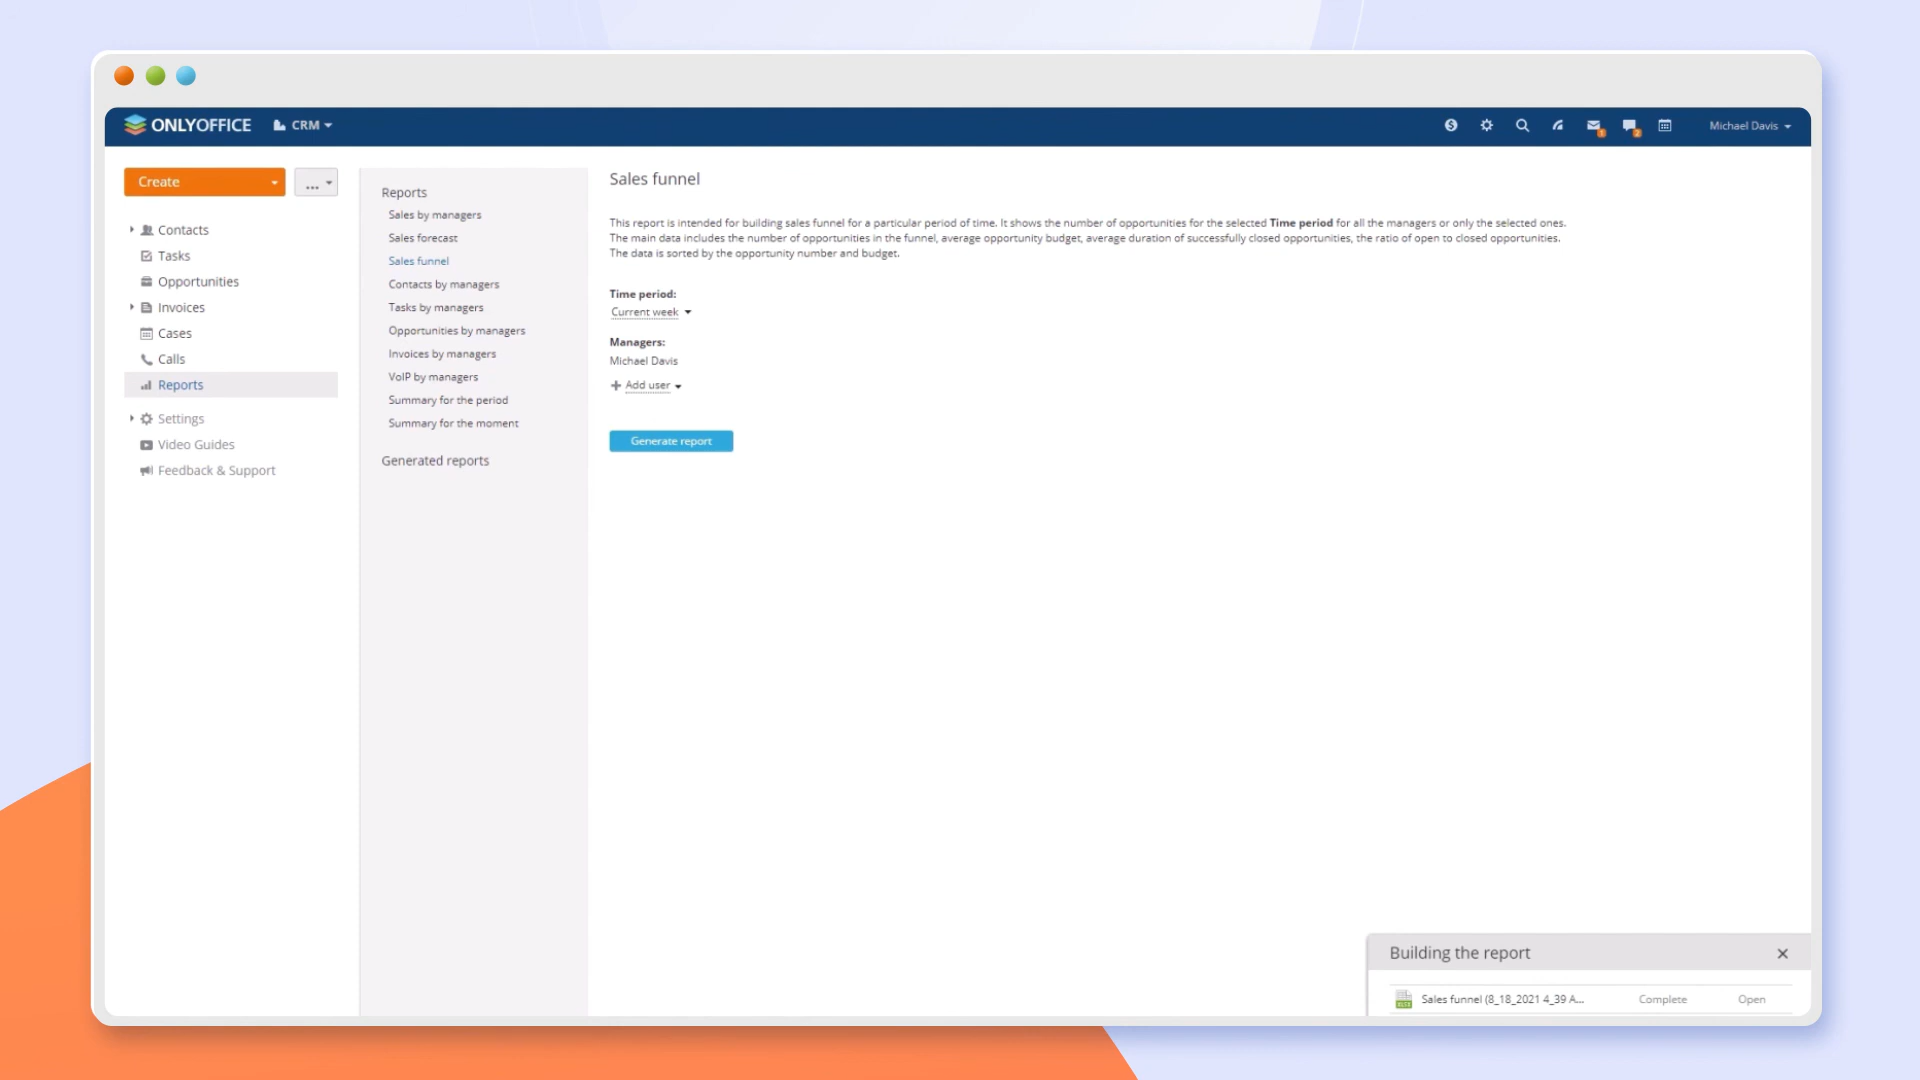 ONLYOFFICE CRM Michael Davis
Create ...
Contacts
Tasks
Opportunities
Invoices
Cases
Calls
Reports
Settings
Video Guides
Feedback & Support
Reports
Sales by managers
Sales forecast
Sales funnel
Contacts by managers
Tasks by managers
Opportunities by managers
Invoices by managers
VoIP by managers
Summary for the period
Summary for the moment
Generated reports
Sales funnel
This report is intended for building sales funnel for a particular period of time. It shows the number of opportunities for the selected Time period for all the managers or only the selected ones.
The main data includes the number of opportunities in the funnel, average opportunity budget, average duration of successfully closed opportunities, the ratio of open to closed opportunities.
The data is sorted by the opportunity number and budget.
Time period:
Current week
Managers:
Michael Davis
Add user
Generate report
Building the report
Sales funnel (8_18_2021 4_39 A... Complete Open